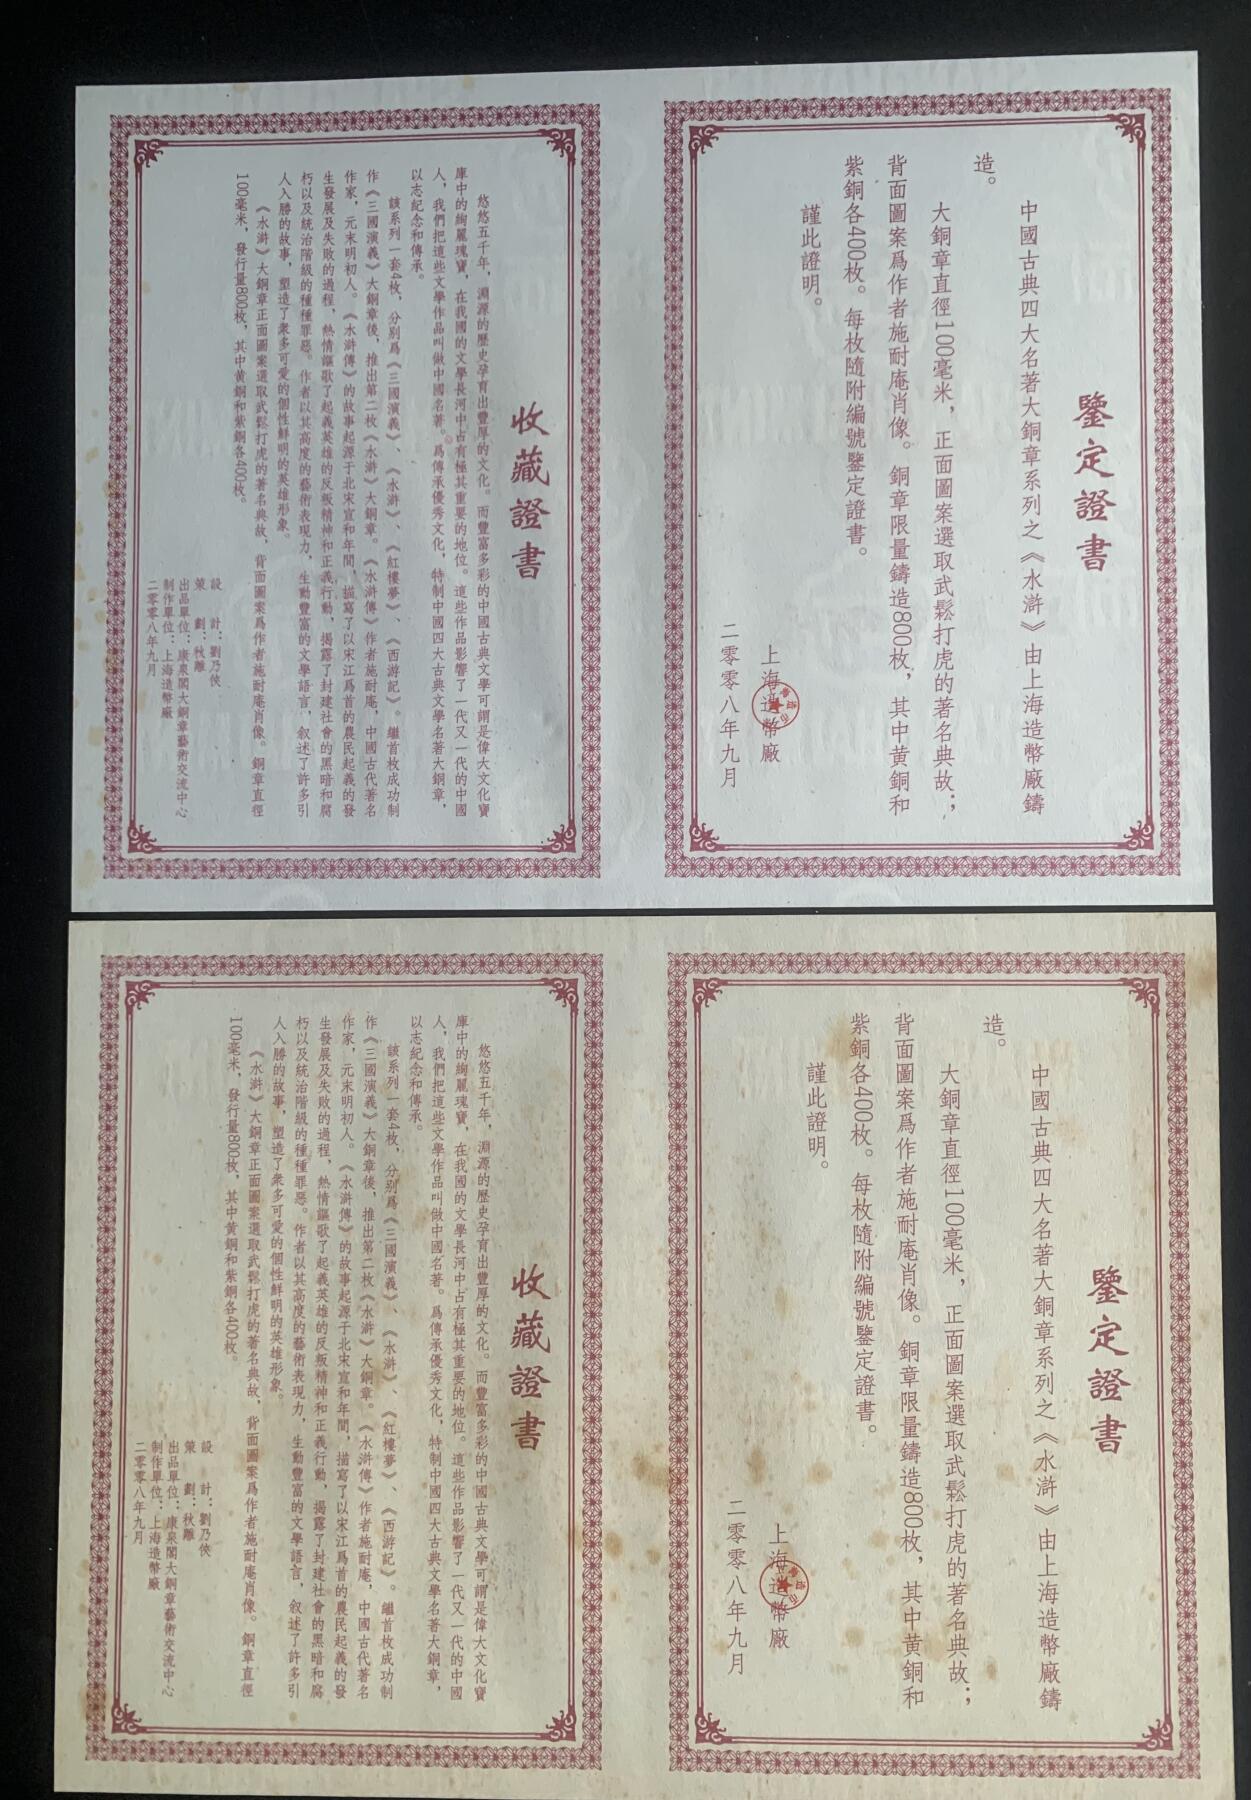 鑒定證書
中國古典四大名著大銅章系列之《水滸》由上海造幣廠鑄
造。
大銅章直徑100毫米，正面圖案選取武鬆打虎的著名典故；
背面圖案爲作者施耐庵肖像。銅章限量鑄造800枚，其中黄銅和
紫銅各400枚。每枚隨附編號鑒定證書。
謹此證明。
上海造幣廠
二零零八年九月
收藏證書
悠悠五千年，淵源的歷史孕育出豐厚的文化。而豐富多彩的中國古典文學可謂是偉大文化寶
庫中的絢麗瑰寶，在我國的文學長河中占有極其重要的地位。這些作品影響了一代又一代的中國
人，我們把這些文學作品叫做中國名著。爲傳承優秀文化，特制中國四大古典文學名著大銅章，
以志紀念和傳承。
該系列一套4枚，分别爲《三國演義》、《水滸》、《紅樓夢》、《西游記》。繼首枚成功制
作《三國演義》大銅章後，推出第二枚《水滸》大銅章。《水滸傳》作者施耐庵，中國古代著名
作家，元末明初人。《水滸傳》的故事起源于北宋宣和年間，描寫了以宋江爲首的農民起義的發
生發展及失敗的過程，熱情謳歌了起義英雄的反叛精神和正義行動，揭露了封建社會的黑暗和腐
朽以及統治階級的種種罪惡。作者以其高度的藝術表現力，生動豐富的文學語言，叙述了許多引
人入勝的故事，塑造了衆多可愛的個性鮮明的英雄形象。
《水滸》大銅章正面圖案選取武鬆打虎的著名典故，背面圖案爲作者施耐庵肖像。銅章直徑
100毫米，發行量800枚，其中黄銅和紫銅各400枚。
設計：劉乃俠
策劃：秋雕
出品單位：康泉閣大銅章藝術交流中心
制作單位：上海造幣廠
二零零八年九月
鑒定證書
中國古典四大名著大銅章系列之《水滸》由上海造幣廠鑄
造。
大銅章直徑100毫米，正面圖案選取武鬆打虎的著名典故；
背面圖案爲作者施耐庵肖像。銅章限量鑄造800枚，其中黄銅和
紫銅各400枚。每枚隨附編號鑒定證書。
謹此證明。
上海造幣廠
二零零八年九月
收藏證書
悠悠五千年，淵源的歷史孕育出豐厚的文化。而豐富多彩的中國古典文學可謂是偉大文化寶
庫中的絢麗瑰寶，在我國的文學長河中占有極其重要的地位。這些作品影響了一代又一代的中國
人，我們把這些文學作品叫做中國名著。爲傳承優秀文化，特制中國四大古典文學名著大銅章，
以志紀念和傳承。
該系列一套4枚，分别爲《三國演義》、《水滸》、《紅樓夢》、《西游記》。繼首枚成功制
作《三國演義》大銅章後，推出第二枚《水滸》大銅章。《水滸傳》作者施耐庵，中國古代著名
作家，元末明初人。《水滸傳》的故事起源于北宋宣和年間，描寫了以宋江爲首的農民起義的發
生發展及失敗的過程，熱情謳歌了起義英雄的反叛精神和正義行動，揭露了封建社會的黑暗和腐
朽以及統治階級的種種罪惡。作者以其高度的藝術表現力，生動豐富的文學語言，叙述了許多引
人入勝的故事，塑造了衆多可愛的個性鮮明的英雄形象。
《水滸》大銅章正面圖案選取武鬆打虎的著名典故，背面圖案爲作者施耐庵肖像。銅章直徑
100毫米，發行量800枚，其中黄銅和紫銅各400枚。
設計：劉乃俠
策劃：秋雕
出品單位：康泉閣大銅章藝術交流中心
制作單位：上海造幣廠
二零零八年九月